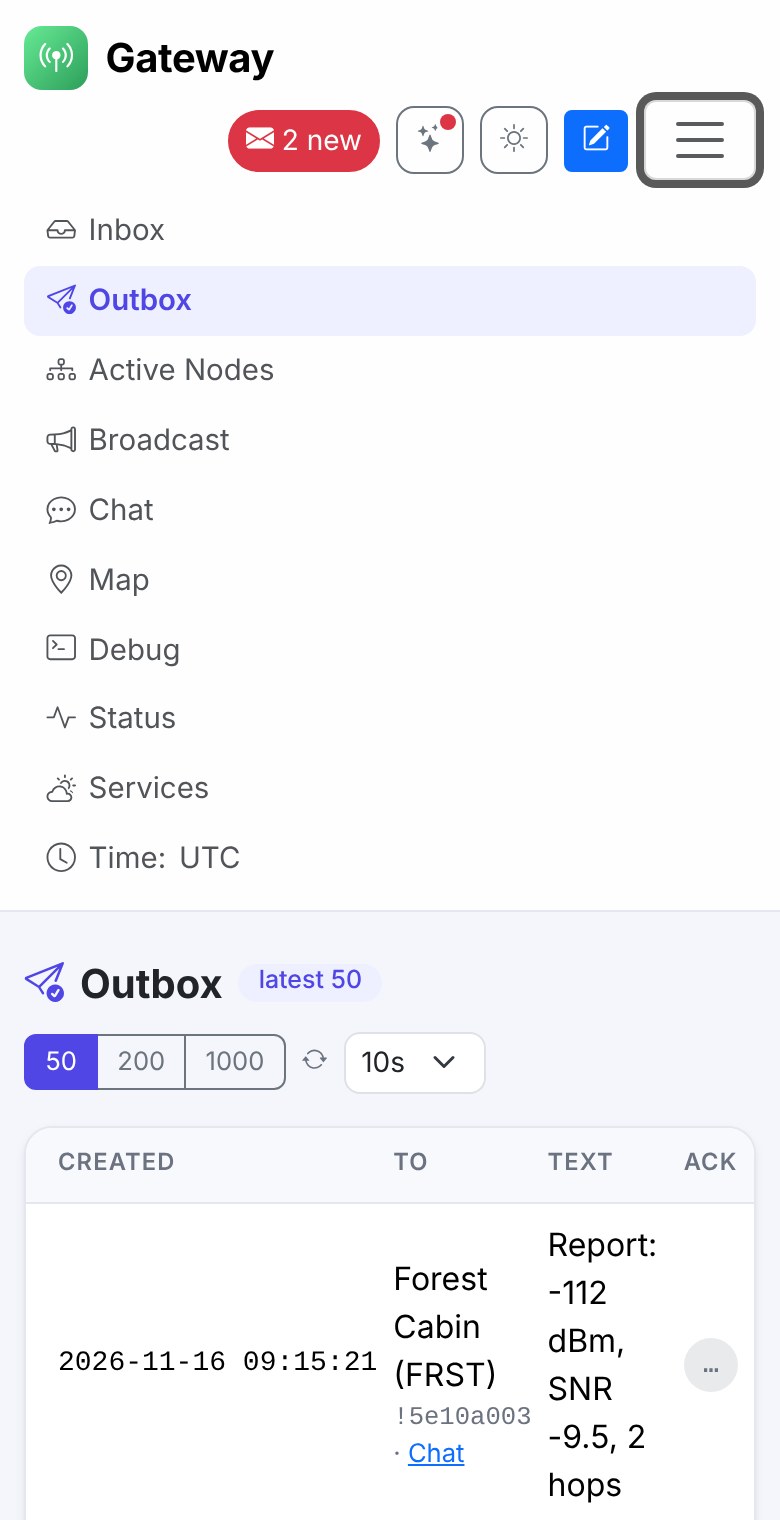 Gateway
2 new
Inbox
Outbox
Active Nodes
Broadcast
Chat
Map
Debug
Status
Services
Time: UTC
Outbox latest 50
50 200 1000 10s
CREATED TO TEXT ACK
2026-11-16 09:15:21
Forest
Cabin
(FRST)
!5e10a003
· Chat
Report:
-112
dBm,
SNR
-9.5, 2
hops
…